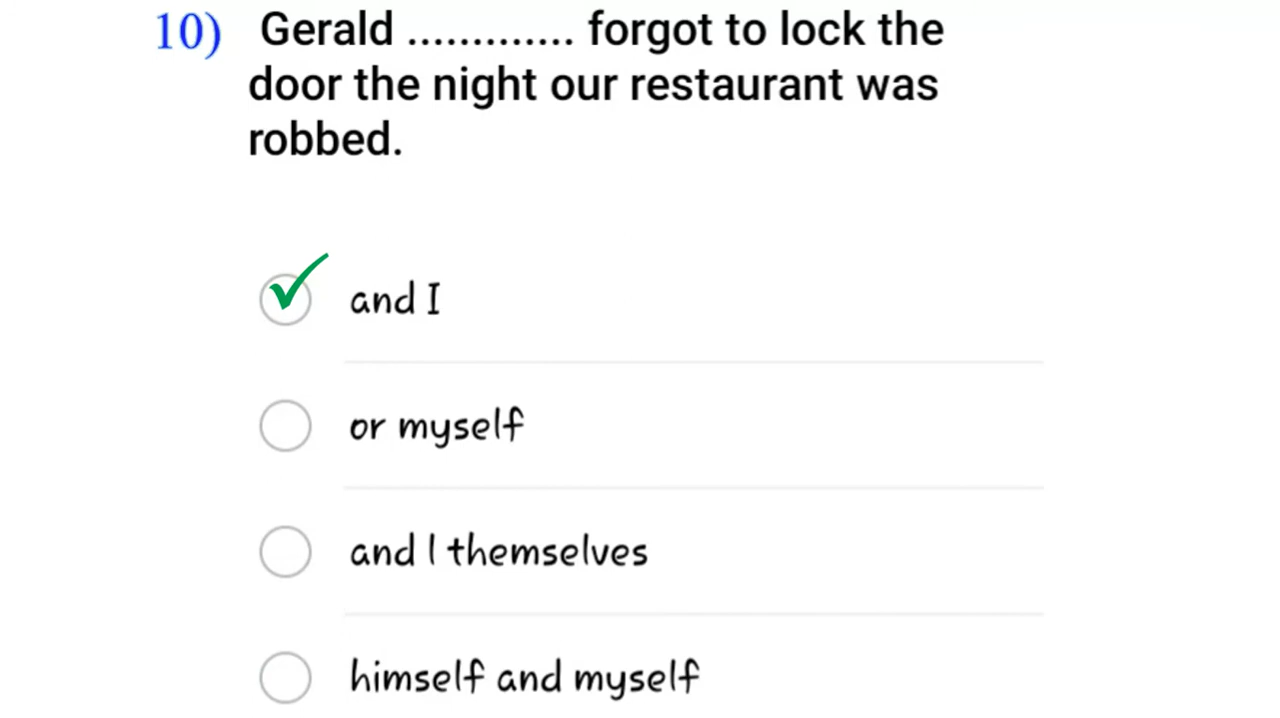 10) Gerald ............. forgot to lock the
door the night our restaurant was
robbed.
and I
or myself
and I themselves
himself and myself